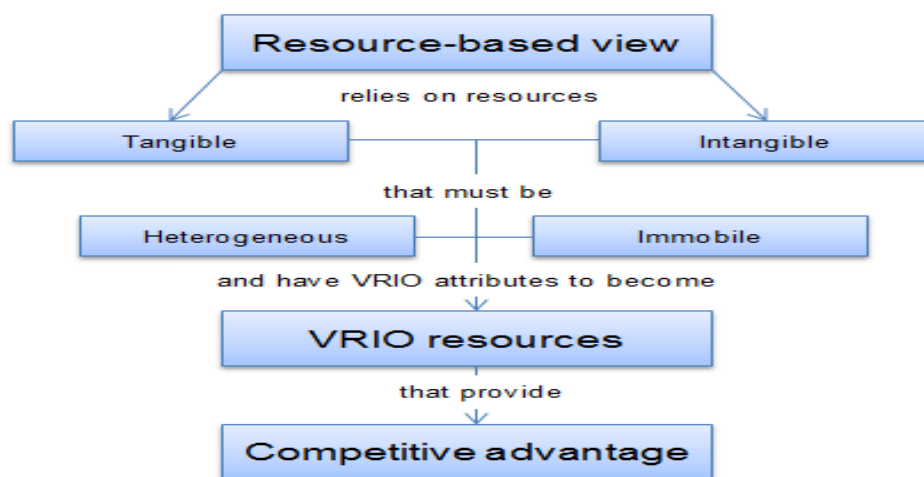 Resource-based view
relies on resources
Tangible
Intangible
that must be
Heterogeneous
Immobile
and have VRIO attributes to become
VRIO resources
that provide
Competitive advantage